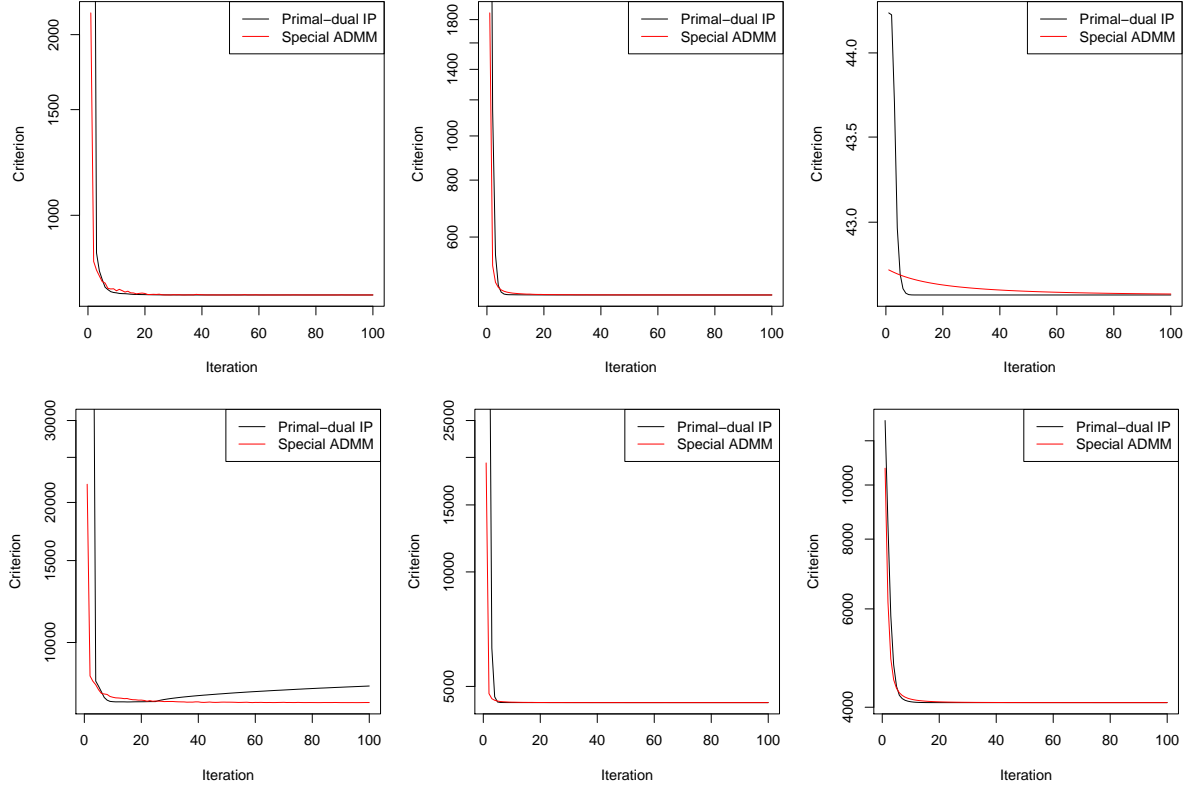 Primal−dual IP
Special ADMM
Criterion
2000
1500
1000
0 20 40 60 80 100
Iteration
Primal−dual IP
Special ADMM
Criterion
1800
1400
1000
800
600
0 20 40 60 80 100
Iteration
Primal−dual IP
Special ADMM
Criterion
44.0
43.5
43.0
0 20 40 60 80 100
Iteration
Primal−dual IP
Special ADMM
Criterion
30000
20000
15000
10000
0 20 40 60 80 100
Iteration
Primal−dual IP
Special ADMM
Criterion
25000
15000
10000
5000
0 20 40 60 80 100
Iteration
Primal−dual IP
Special ADMM
Criterion
10000
8000
6000
4000
0 20 40 60 80 100
Iteration